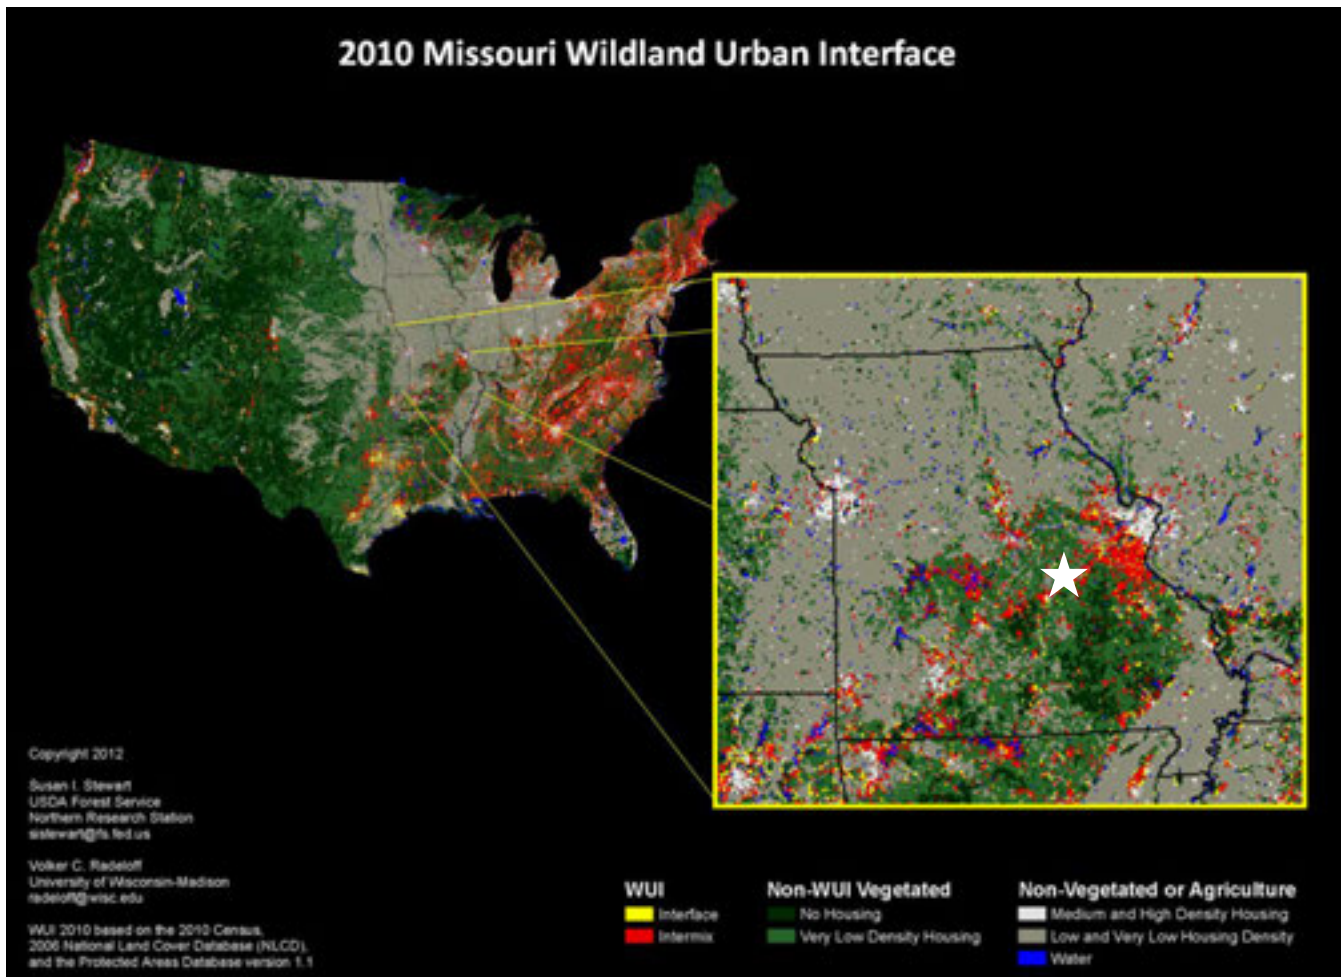 2010 Missouri Wildland Urban Interface
Copyright 2012
Susan I. Stewart
USDA Forest Service
Northern Research Station
sistewart@fs.fed.us
Volker C. Radeloff
University of Wisconsin-Madison
radeloff@wisc.edu
WUI 2010 based on the 2010 Census,
2006 National Land Cover Database (NLCD),
and the Protected Areas Database version 1.1
WUI
Interface
Intermix
Non-WUI Vegetated
No Housing
Very Low Density Housing
Non-Vegetated or Agriculture
Medium and High Density Housing
Low and Very Low Housing Density
Water